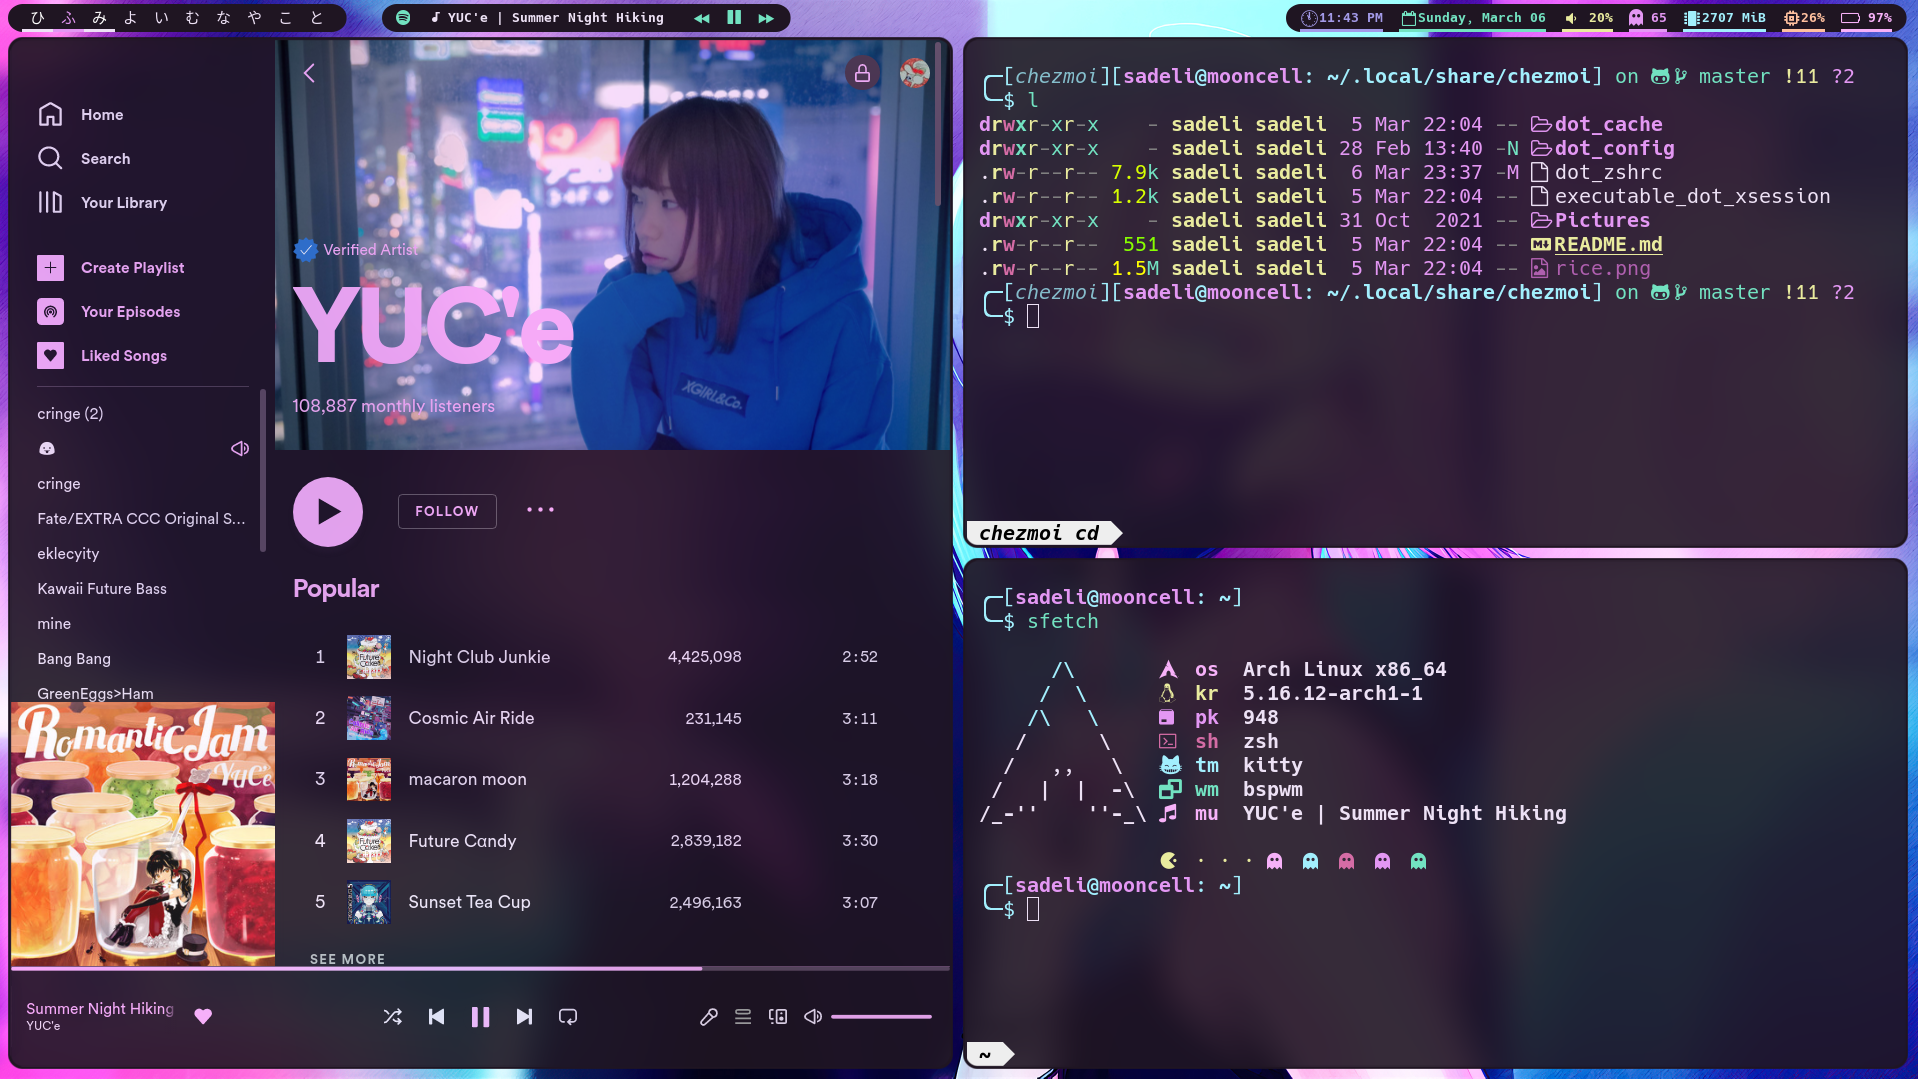 ひ ふ み よ い む な や こ と
YUC'e | Summer Night Hiking
11:43 PM
Sunday, March 06
20%
65
2707 MiB
26%
97%
Home
Search
Your Library
Create Playlist
Your Episodes
Liked Songs
cringe (2)
cringe
Fate/EXTRA CCC Original S...
eklecyity
Kawaii Future Bass
mine
Bang Bang
GreenEggs>Ham
Romantic Jam
YUC'e
Verified Artist
YUC'e
108,887 monthly listeners
XGIRL&Co.
FOLLOW
Popular
1 Future Cake Night Club Junkie 4,425,098 2:52
2 Cosmic Air Ride 231,145 3:11
3 macaron moon 1,204,288 3:18
4 Future Cake Future Cαndy 2,839,182 3:30
5 Sunset Tea Cup 2,496,163 3:07
SEE MORE
Summer Night Hiking
YUC'e
[chezmoi][sadeli@mooncell: ~/.local/share/chezmoi] on master !11 ?2
$ l
drwxr-xr-x - sadeli sadeli 5 Mar 22:04 -- dot_cache
drwxr-xr-x - sadeli sadeli 28 Feb 13:40 -N dot_config
.rw-r--r-- 7.9k sadeli sadeli 6 Mar 23:37 -M dot_zshrc
.rw-r--r-- 1.2k sadeli sadeli 5 Mar 22:04 -- executable_dot_xsession
drwxr-xr-x - sadeli sadeli 31 Oct 2021 -- Pictures
.rw-r--r-- 551 sadeli sadeli 5 Mar 22:04 -- README.md
.rw-r--r-- 1.5M sadeli sadeli 5 Mar 22:04 -- rice.png
[chezmoi][sadeli@mooncell: ~/.local/share/chezmoi] on master !11 ?2
$
chezmoi cd
[sadeli@mooncell: ~]
$ sfetch
/\ os Arch Linux x86_64
/ \ kr 5.16.12-arch1-1
/\ \ pk 948
/ \ sh zsh
/ ,, \ tm kitty
/ | | -\ wm bspwm
/_-'' ''-_\ mu YUC'e | Summer Night Hiking
[sadeli@mooncell: ~]
$
~